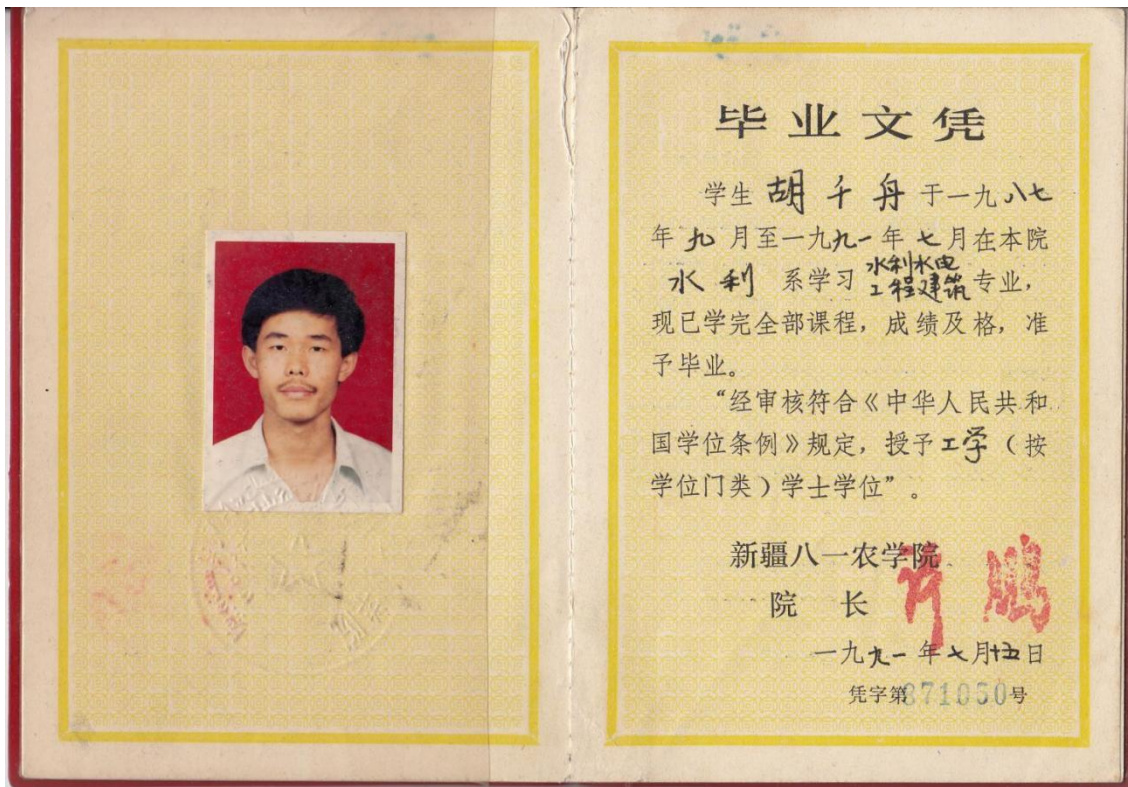 毕业文凭
学生 胡千舟 于一九八七
年九月至一九九一年七月在本院
水利 系学习 水利水电工程建筑 专业，
现已学完全部课程，成绩及格，准
予毕业。
“经审核符合《中华人民共和
国学位条例》规定，授予工学（按
学位门类）学士学位”。
新疆八一农学院
院 长 鹏
一九九一年七月十五日
凭字第871050号